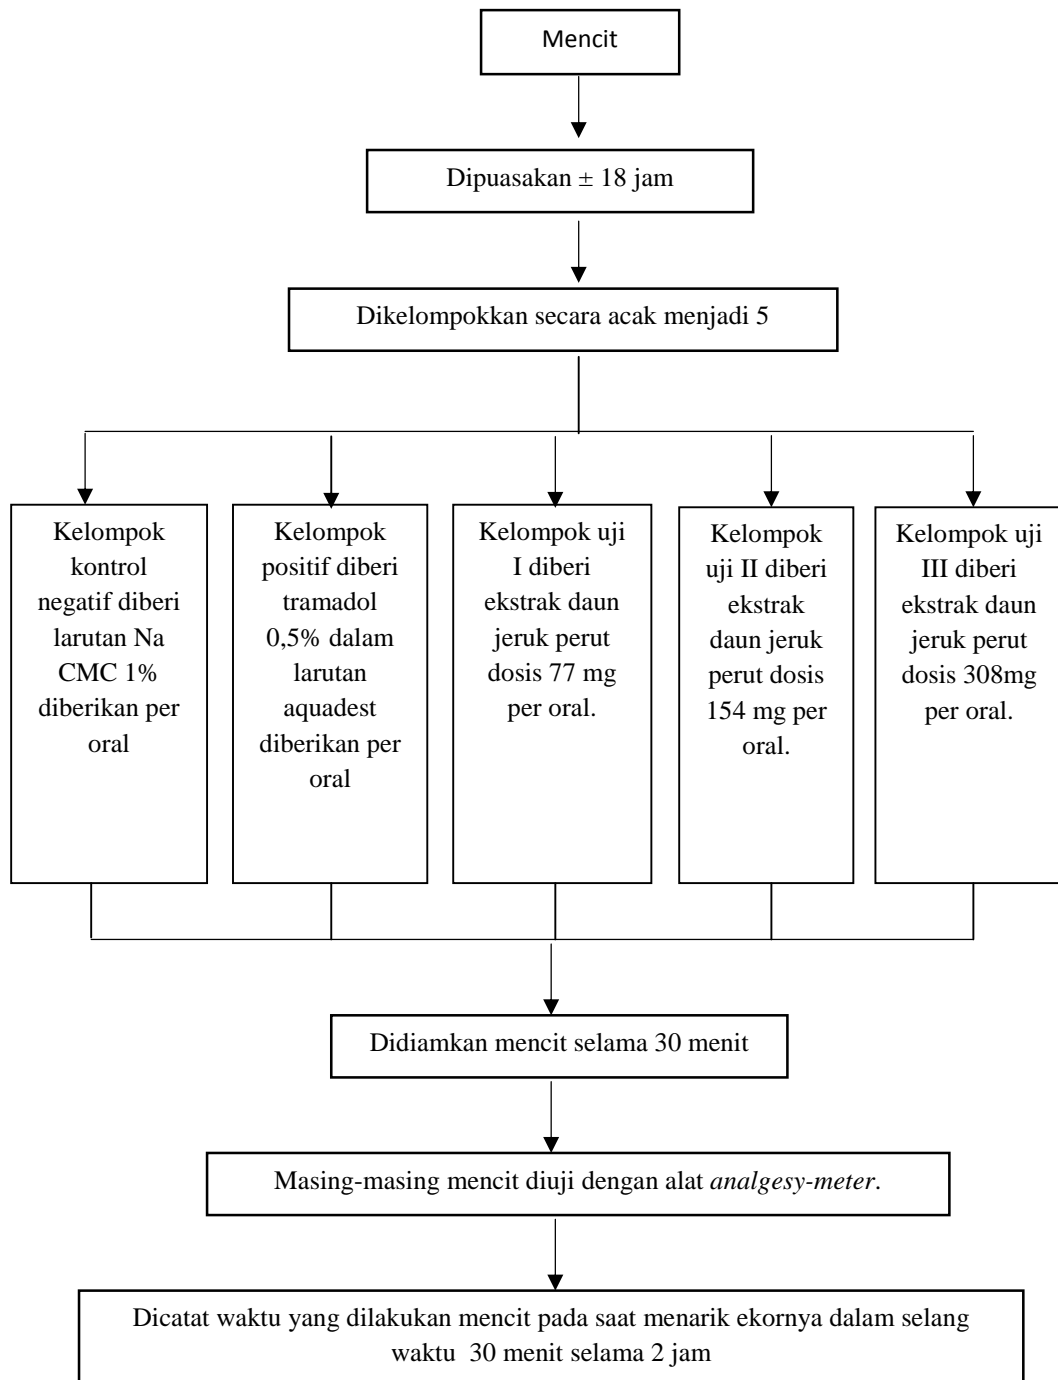 Mencit
Dipuasakan ± 18 jam
Dikelompokkan secara acak menjadi 5
Kelompok
kontrol
negatif diberi
larutan Na
CMC 1%
diberikan per
oral
Kelompok
positif diberi
tramadol
0,5% dalam
larutan
aquadest
diberikan per
oral
Kelompok uji
I diberi
ekstrak daun
jeruk perut
dosis 77 mg
per oral.
Kelompok
uji II diberi
ekstrak
daun jeruk
perut dosis
154 mg per
oral.
Kelompok uji
III diberi
ekstrak daun
jeruk perut
dosis 308mg
per oral.
Didiamkan mencit selama 30 menit
Masing-masing mencit diuji dengan alat analgesy-meter.
Dicatat waktu yang dilakukan mencit pada saat menarik ekornya dalam selang
waktu 30 menit selama 2 jam